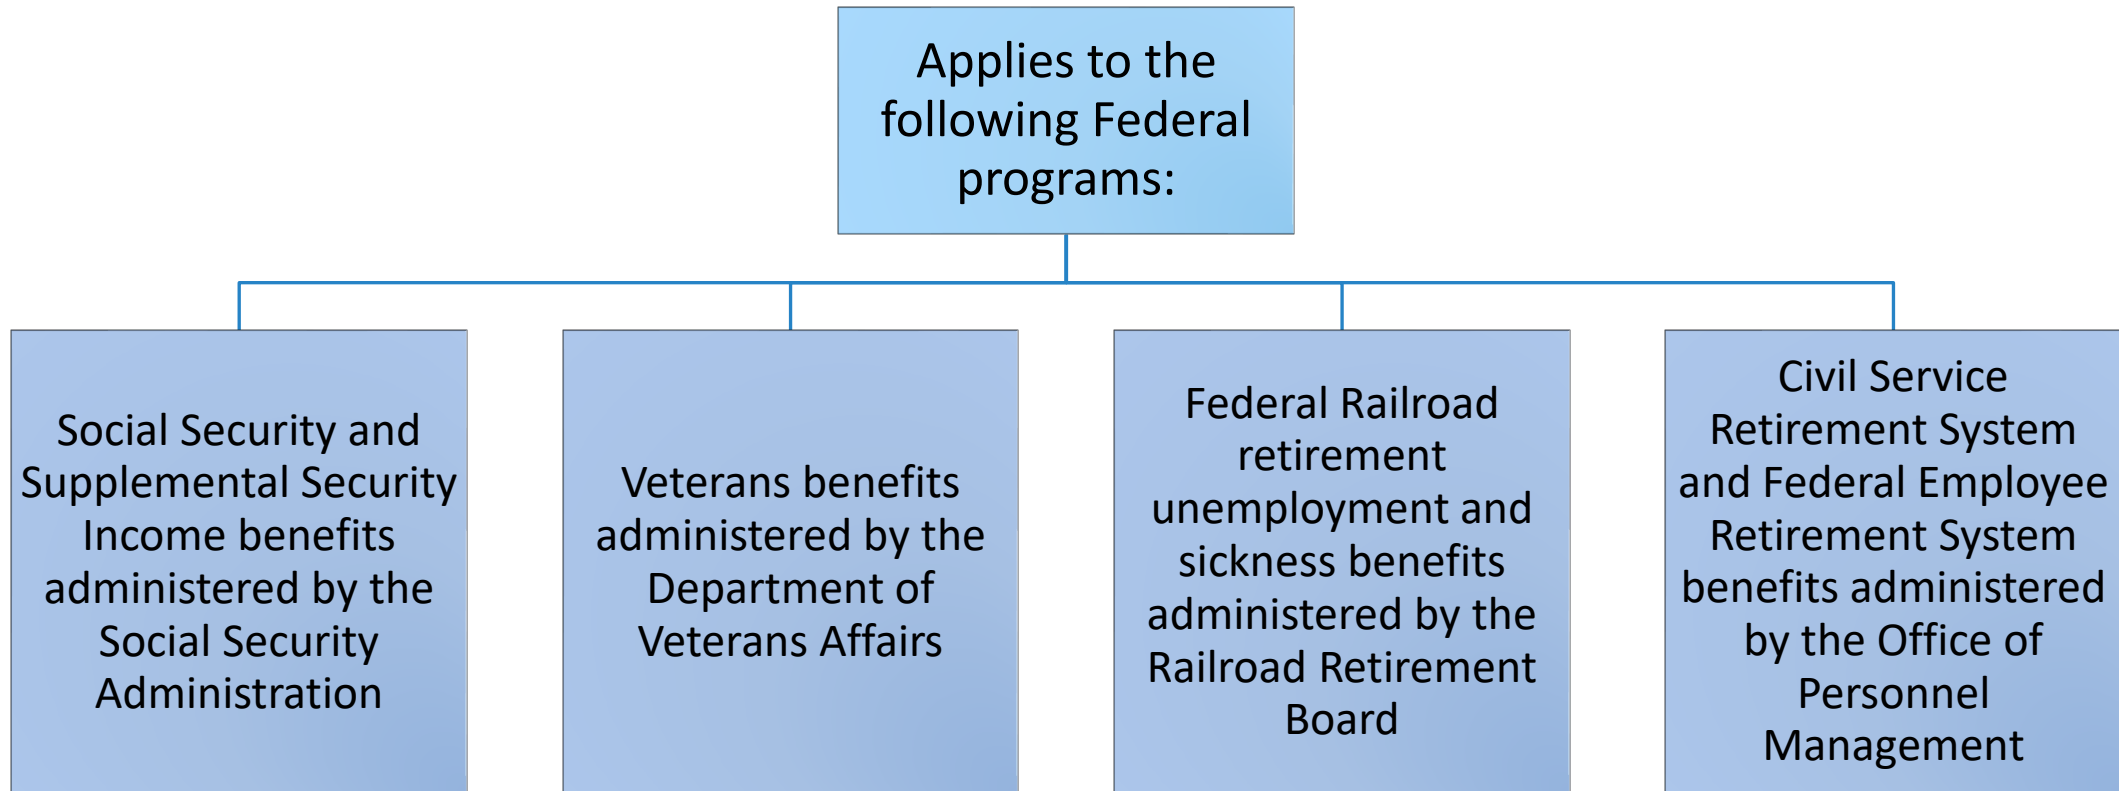 Applies to the
following Federal
programs:
Social Security and
Supplemental Security
Income benefits
administered by the
Social Security
Administration
Veterans benefits
administered by the
Department of
Veterans Affairs
Federal Railroad
retirement
unemployment and
sickness benefits
administered by the
Railroad Retirement
Board
Civil Service
Retirement System
and Federal Employee
Retirement System
benefits administered
by the Office of
Personnel
Management